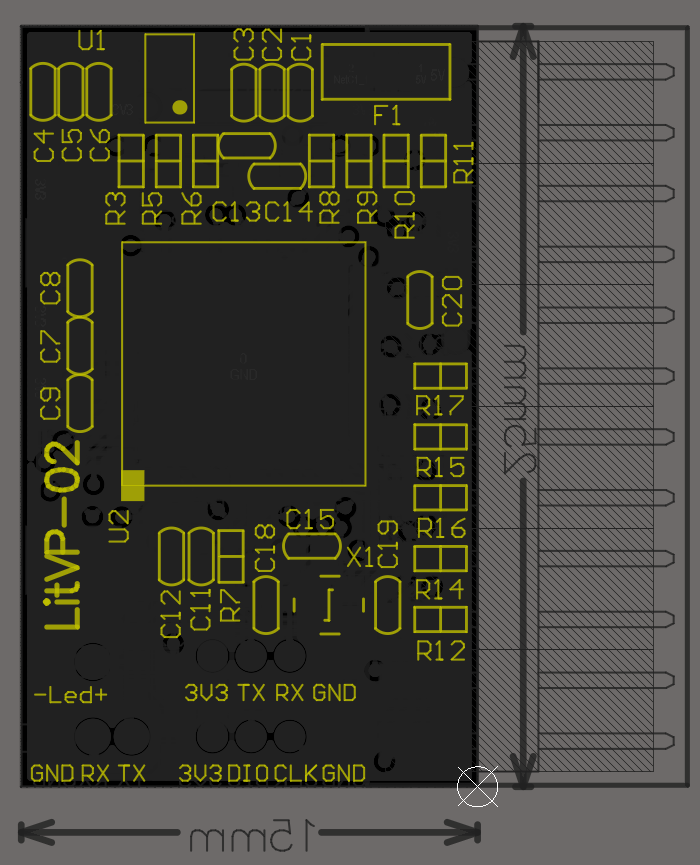 U1
C3 C2 C1
F1
C4 C5 C6
R3 R5 R6 C13 C14 R8 R9 R10 R11
C8
C7
C9
C20
GND
R17
R15
R16
R14
R12
LitVP-02
U2
C12 C11 R7 C18 C15 X1 C19
-Led+
3V3 TX RX GND
GND RX TX
3V3 DIO CLK GND
25mm
15mm